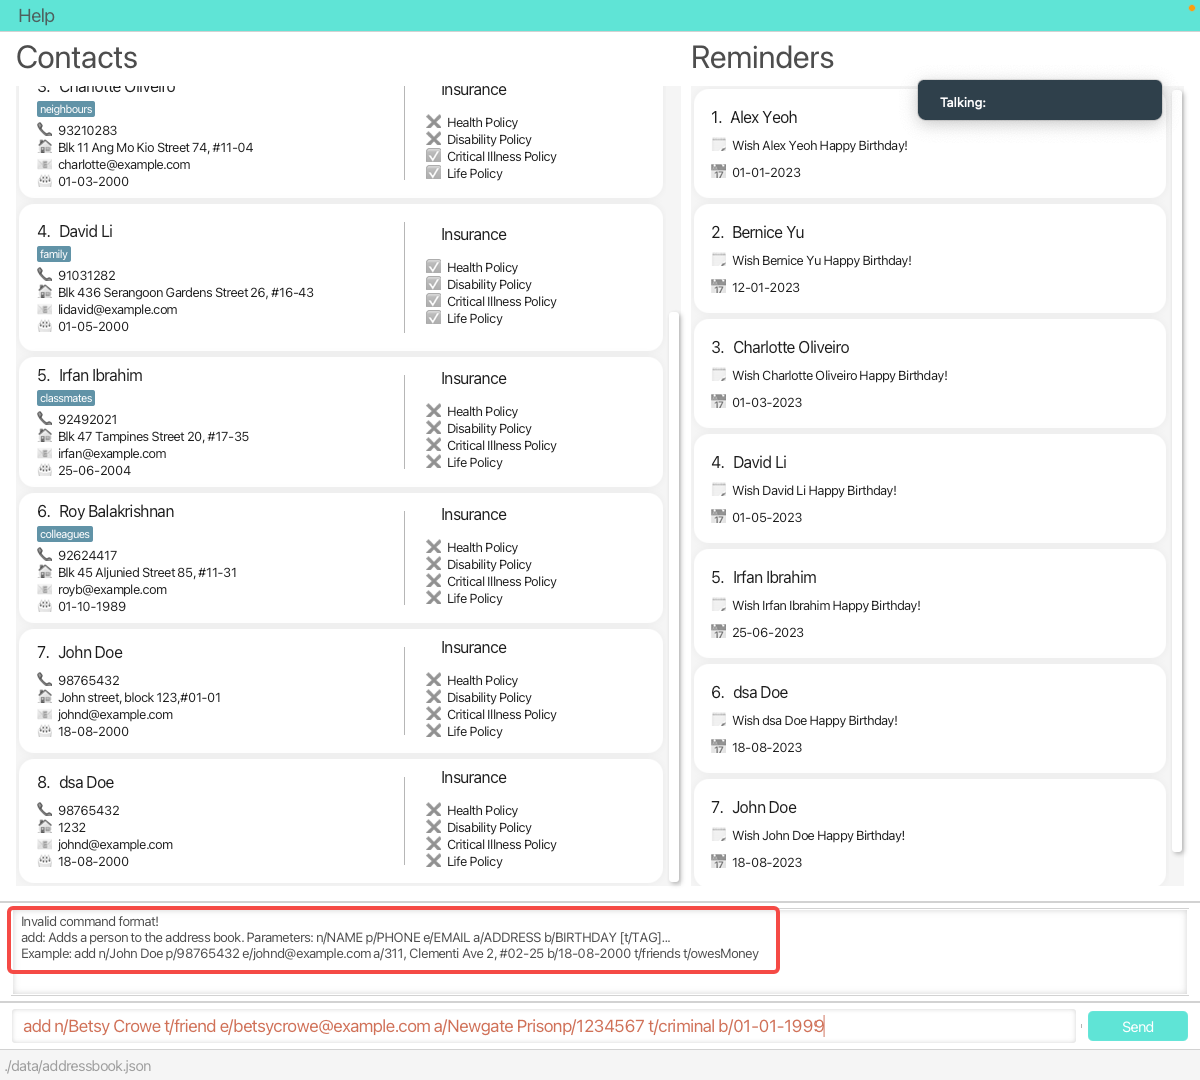 Help
Contacts
3. Charlotte Oliveiro
neighbours
93210283
Blk 11 Ang Mo Kio Street 74, #11-04
charlotte@example.com
01-03-2000
Insurance
Health Policy
Disability Policy
Critical Illness Policy
Life Policy
4. David Li
family
91031282
Blk 436 Serangoon Gardens Street 26, #16-43
lidavid@example.com
01-05-2000
Insurance
Health Policy
Disability Policy
Critical Illness Policy
Life Policy
5. Irfan Ibrahim
classmates
92492021
Blk 47 Tampines Street 20, #17-35
irfan@example.com
25-06-2004
Insurance
Health Policy
Disability Policy
Critical Illness Policy
Life Policy
6. Roy Balakrishnan
colleagues
92624417
Blk 45 Aljunied Street 85, #11-31
royb@example.com
01-10-1989
Insurance
Health Policy
Disability Policy
Critical Illness Policy
Life Policy
7. John Doe
98765432
John street, block 123,#01-01
johnd@example.com
18-08-2000
Insurance
Health Policy
Disability Policy
Critical Illness Policy
Life Policy
8. dsa Doe
98765432
1232
johnd@example.com
18-08-2000
Insurance
Health Policy
Disability Policy
Critical Illness Policy
Life Policy
Reminders
Talking:
1. Alex Yeoh
Wish Alex Yeoh Happy Birthday!
17 01-01-2023
2. Bernice Yu
Wish Bernice Yu Happy Birthday!
17 12-01-2023
3. Charlotte Oliveiro
Wish Charlotte Oliveiro Happy Birthday!
17 01-03-2023
4. David Li
Wish David Li Happy Birthday!
17 01-05-2023
5. Irfan Ibrahim
Wish Irfan Ibrahim Happy Birthday!
17 25-06-2023
6. dsa Doe
Wish dsa Doe Happy Birthday!
17 18-08-2023
7. John Doe
Wish John Doe Happy Birthday!
17 18-08-2023
Invalid command format!
add: Adds a person to the address book. Parameters: n/NAME p/PHONE e/EMAIL a/ADDRESS b/BIRTHDAY [t/TAG]...
Example: add n/John Doe p/98765432 e/johnd@example.com a/311, Clementi Ave 2, #02-25 b/18-08-2000 t/friends t/owesMoney
add n/Betsy Crowe t/friend e/betsycrowe@example.com a/Newgate Prisonp/1234567 t/criminal b/01-01-1999
Send
./data/addressbook.json